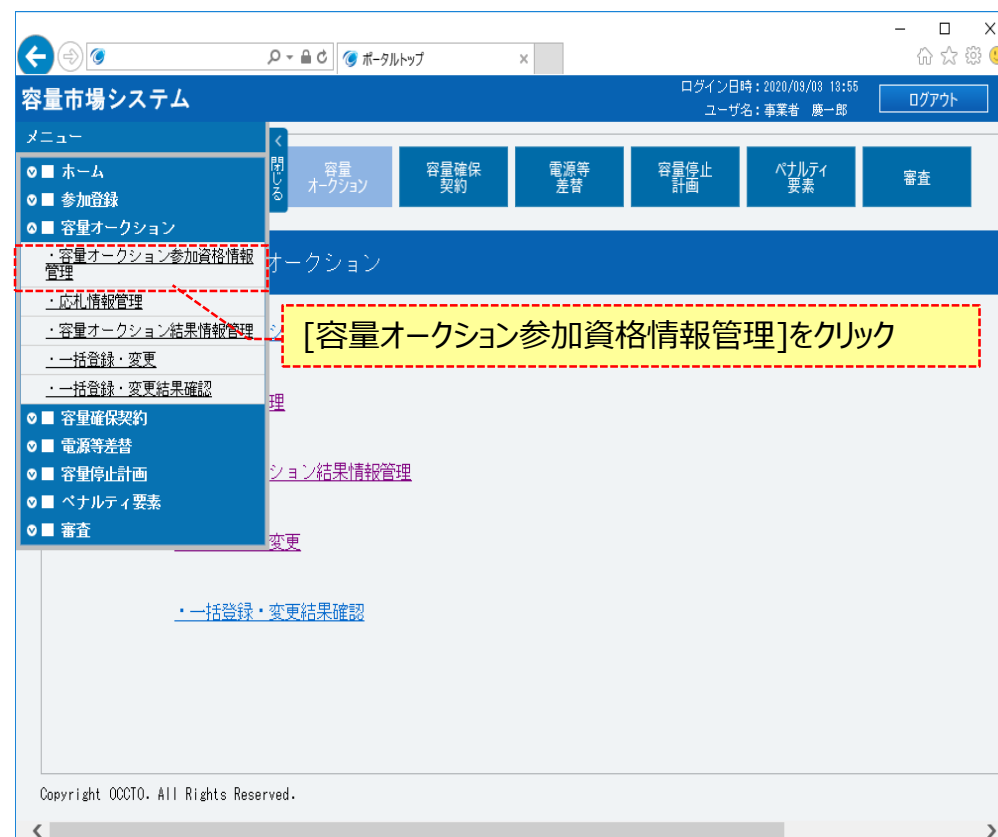 ポータルトップ
容量市場システム
ログイン日時：2020/09/03 13:55
ユーザ名：事業者 慶一郎
ログアウト
メニュー
閉じる
ホーム
参加登録
容量オークション
・容量オークション参加資格情報
管理
・応札情報管理
・容量オークション結果情報管理
・一括登録・変更
・一括登録・変更結果確認
容量確保契約
電源等差替
容量停止計画
ペナルティ要素
審査
容量
オークション
容量確保
契約
電源等
差替
容量停止
計画
ペナルティ
要素
審査
オークション
[容量オークション参加資格情報管理]をクリック
理
ション結果情報管理
変更
・一括登録・変更結果確認
Copyright OCCTO. All Rights Reserved.